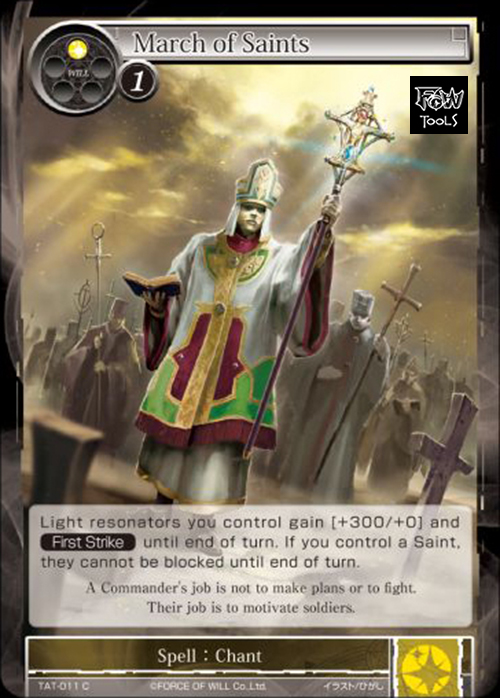 March of Saints
WILL
1
FOW
TOOLS
Light resonators you control gain [+300/+0] and
First Strike until end of turn. If you control a Saint,
they cannot be blocked until end of turn.
A Commander's job is not to make plans or to fight.
Their job is to motivate soldiers.
Spell : Chant
TAT-011 C ©FORCE OF WILL Co.,Ltd. イラスト/ひがし